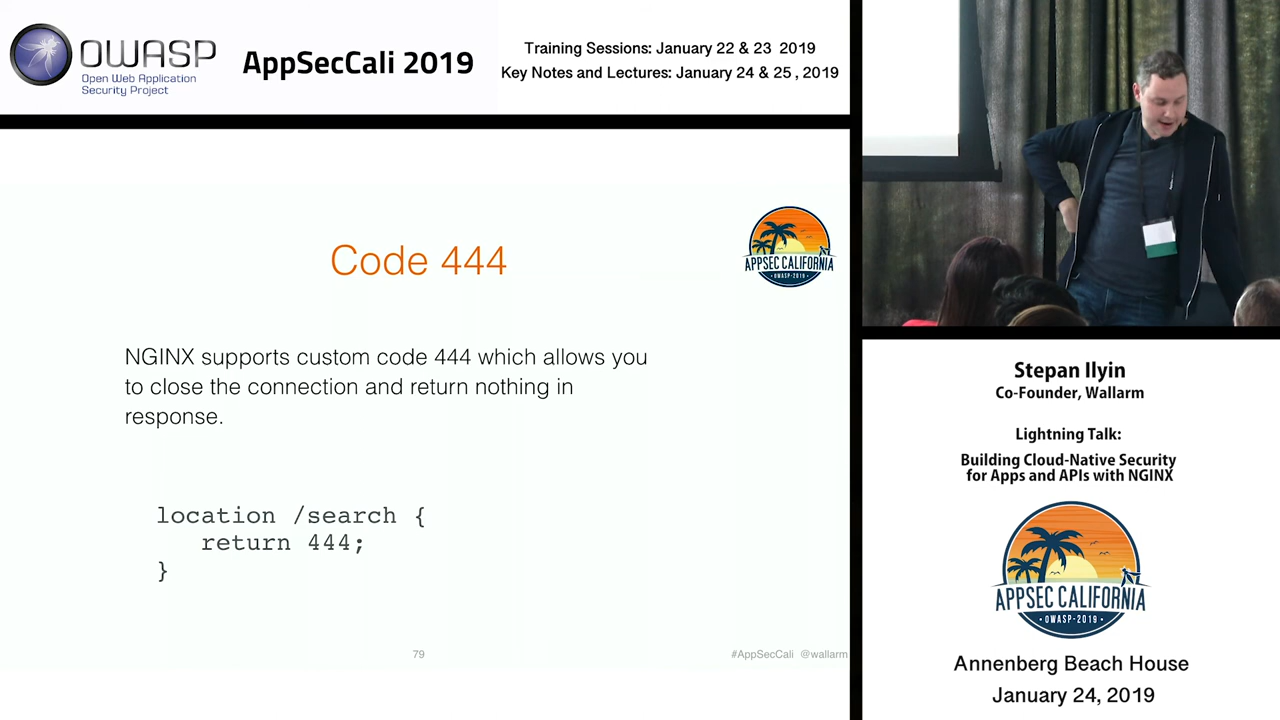 OWASP
Open Web Application
Security Project
AppSecCali 2019
Training Sessions: January 22 & 23 2019
Key Notes and Lectures: January 24 & 25 , 2019
Code 444
APPSEC CALIFORNIA
OWASP-2019
NGINX supports custom code 444 which allows you
to close the connection and return nothing in
response.
location /search {
return 444;
}
79
#AppSecCali @wallarm
Stepan Ilyin
Co-Founder, Wallarm
Lightning Talk:
Building Cloud-Native Security
for Apps and APIs with NGINX
APPSEC CALIFORNIA
· OWASP-2019 ·
Annenberg Beach House
January 24, 2019